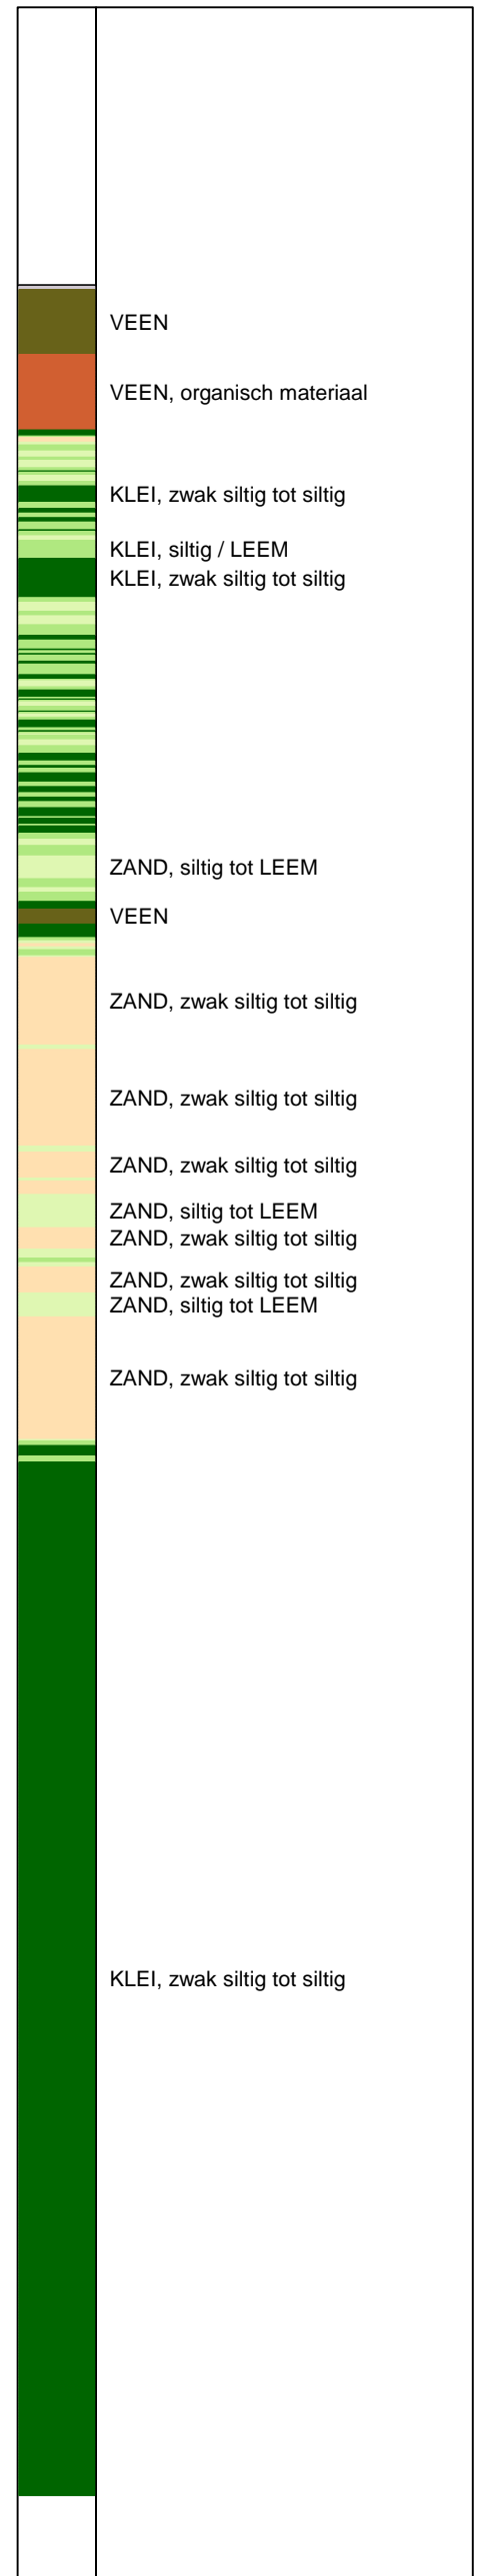 VEEN
VEEN, organisch materiaal
KLEI, zwak siltig tot siltig
KLEI, siltig / LEEM
KLEI, zwak siltig tot siltig
ZAND, siltig tot LEEM
VEEN
ZAND, zwak siltig tot siltig
ZAND, zwak siltig tot siltig
ZAND, zwak siltig tot siltig
ZAND, siltig tot LEEM
ZAND, zwak siltig tot siltig
ZAND, zwak siltig tot siltig
ZAND, siltig tot LEEM
ZAND, zwak siltig tot siltig
KLEI, zwak siltig tot siltig